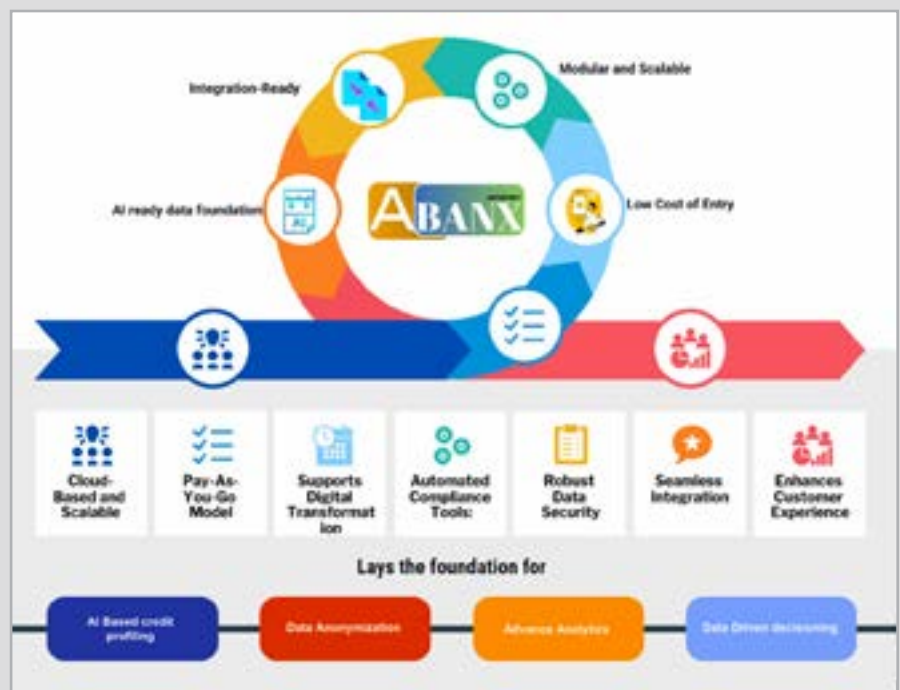 Modular and Scalable
Integration-Ready
AI ready data foundation
AI
ABANX
Low Cost of Entry
Cloud-
Based and
Scalable
Pay-As-
You-Go
Model
Supports
Digital
Transformat
ion
Automated
Compliance
Tools:
Robust
Data
Security
Seamless
Integration
Enhances
Customer
Experience
Lays the foundation for
AI Based credit
profiling
Data Anonymization
Advance Analytics
Data Driven decisioning